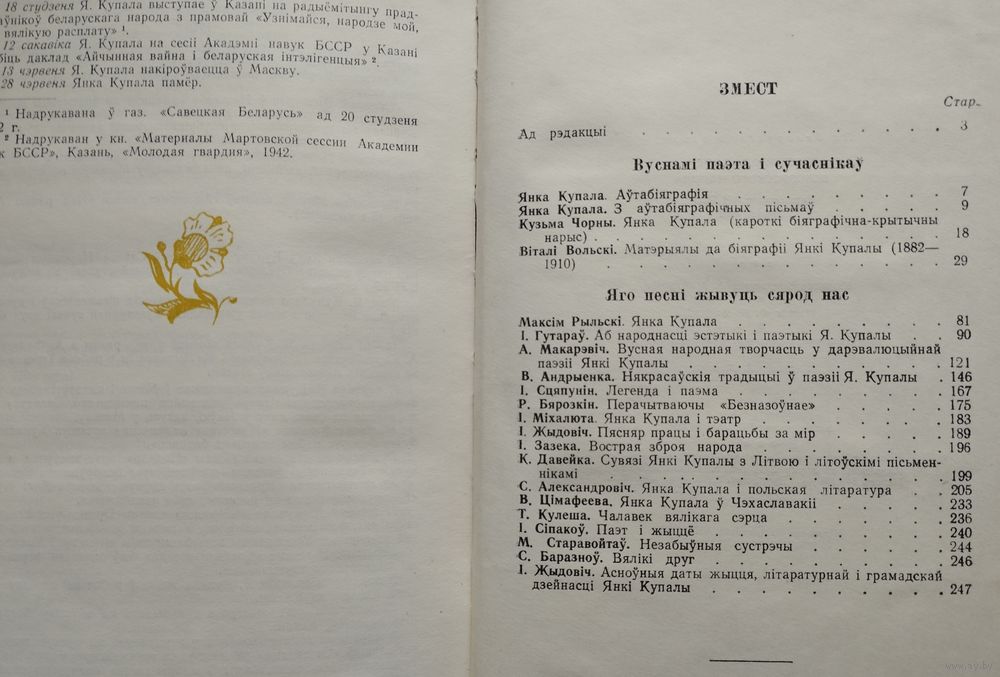 18 студзеня Я. Купала выступае ў Казані на радыёмітынгу прад-
аўнікоў беларускага народа з прамовай «Узнімайся, народзе мой,
вялікую расплату» ¹.
12 сакавіка Я. Купала на сесіі Акадэміі навук БССР у Казані
біць даклад «Айчынная вайна і беларуская інтэлігенцыя» ².
13 чэрвеня Я. Купала накіроўваецца ў Маскву.
28 чэрвеня Янка Купала памёр.
¹ Надрукавана ў газ. «Савецкая Беларусь» ад 20 студзеня
2 г.
² Надрукаван у кн. «Материалы Мартовской сессии Академии
к БССР», Казань, «Молодая гвардия», 1942.
ЗМЕСТ
Стар.
Ад рэдакцыі . . . . . . . . . . 3
Вуснамі паэта і сучаснікаў
Янка Купала. Аўтабіяграфія . . . . . . . . 7
Янка Купала. З аўтабіяграфічных пісьмаў . . . . . 9
Кузьма Чорны. Янка Купала (кароткі біяграфічна-крытычны
нарыс) . . . . . . . . . . . 18
Віталі Вольскі. Матэрыялы да біяграфіі Янкі Купалы (1882—
1910) . . . . . . . . . . . 29
Яго песні жывуць сярод нас
Максім Рыльскі. Янка Купала . . . . . . . . 81
І. Гутараў. Аб народнасці эстэтыкі і паэтыкі Я. Купалы . . 90
А. Макарэвіч. Вусная народная творчасць у дарэвалюцыйнай
паэзіі Янкі Купалы . . . . . . . . . 121
В. Андрыенка. Някрасаўскія традыцыі ў паэзіі Я. Купалы . 146
І. Сцяпунін. Легенда і паэма . . . . . . . . 167
Р. Бярозкін. Перачытваючы «Безназоўнае» . . . . . 175
І. Міхалюта. Янка Купала і тэатр . . . . . . . 183
І. Жыдовіч. Пясняр працы і барацьбы за мір . . . . . 189
І. Зазека. Вострая зброя народа . . . . . . . 196
К. Давейка. Сувязі Янкі Купалы з Літвою і літоўскімі пісьмен-
нікамі . . . . . . . . . . . 199
С. Александровіч. Янка Купала і польская літаратура . . 205
В. Цімафеева. Янка Купала ў Чэхаславакіі . . . . . 233
Т. Кулеша. Чалавек вялікага сэрца . . . . . . 236
І. Сіпакоў. Паэт і жыццё . . . . . . . . 240
М. Старавойтаў. Незабыўныя сустрэчы . . . . . . 244
С. Баразноў. Вялікі друг . . . . . . . . 246
І. Жыдовіч. Асноўныя даты жыцця, літаратурнай і грамадскай
дзейнасці Янкі Купалы . . . . . . . . 247
www.ay.by